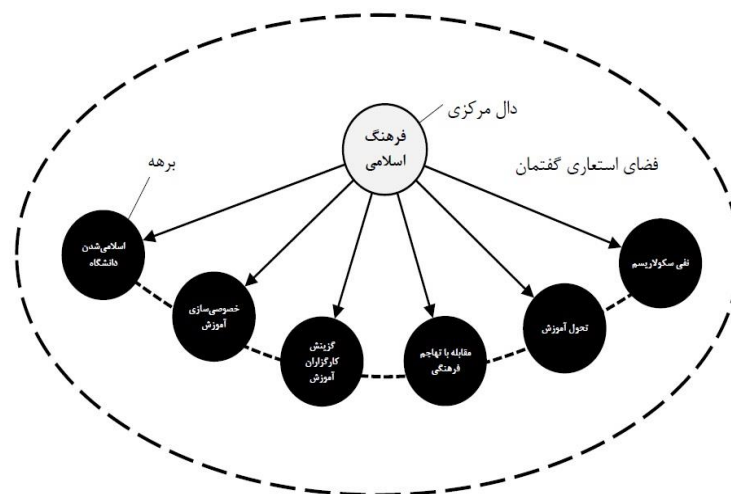 دال مرکزی
فرهنگ
اسلامی
فضای استعاری گفتمان
برهه
نفی سکولاریسم
تحول آموزش
مقابله با تهاجم
فرهنگی
گزینش
کارگزاران
آموزش
خصوصی‌سازی
آموزش
اسلامی‌شدن
دانشگاه